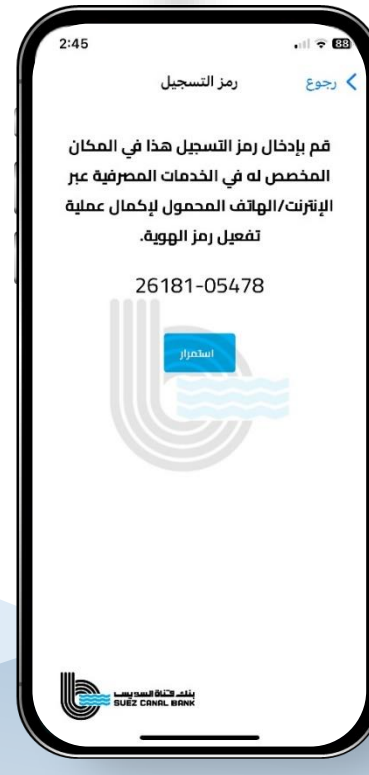 2:45
88
رجوع
رمز التسجيل
قم بإدخال رمز التسجيل هذا في المكان
المخصص له في الخدمات المصرفية عبر
الإنترنت/الهاتف المحمول لإكمال عملية
تفعيل رمز الهوية.
26181-05478
استمرار
بنك قناة السويس
SUEZ CANAL BANK